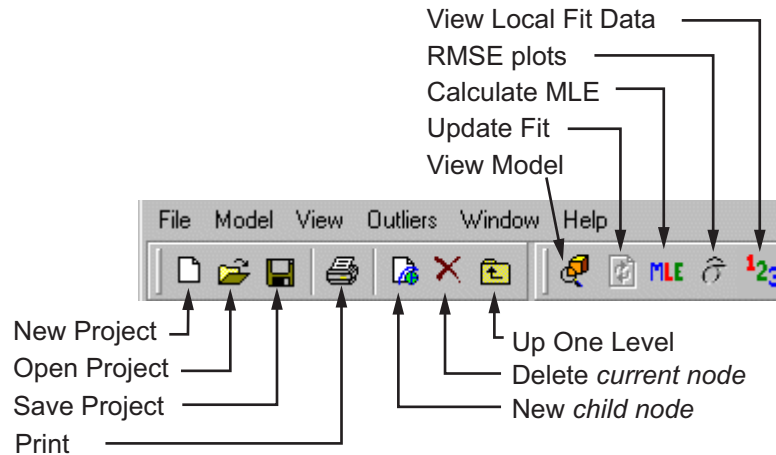 View Local Fit Data
RMSE plots
Calculate MLE
Update Fit
View Model
File Model View Outliers Window Help
MLE σ̂ 123
New Project
Open Project
Save Project
Print
Up One Level
Delete current node
New child node